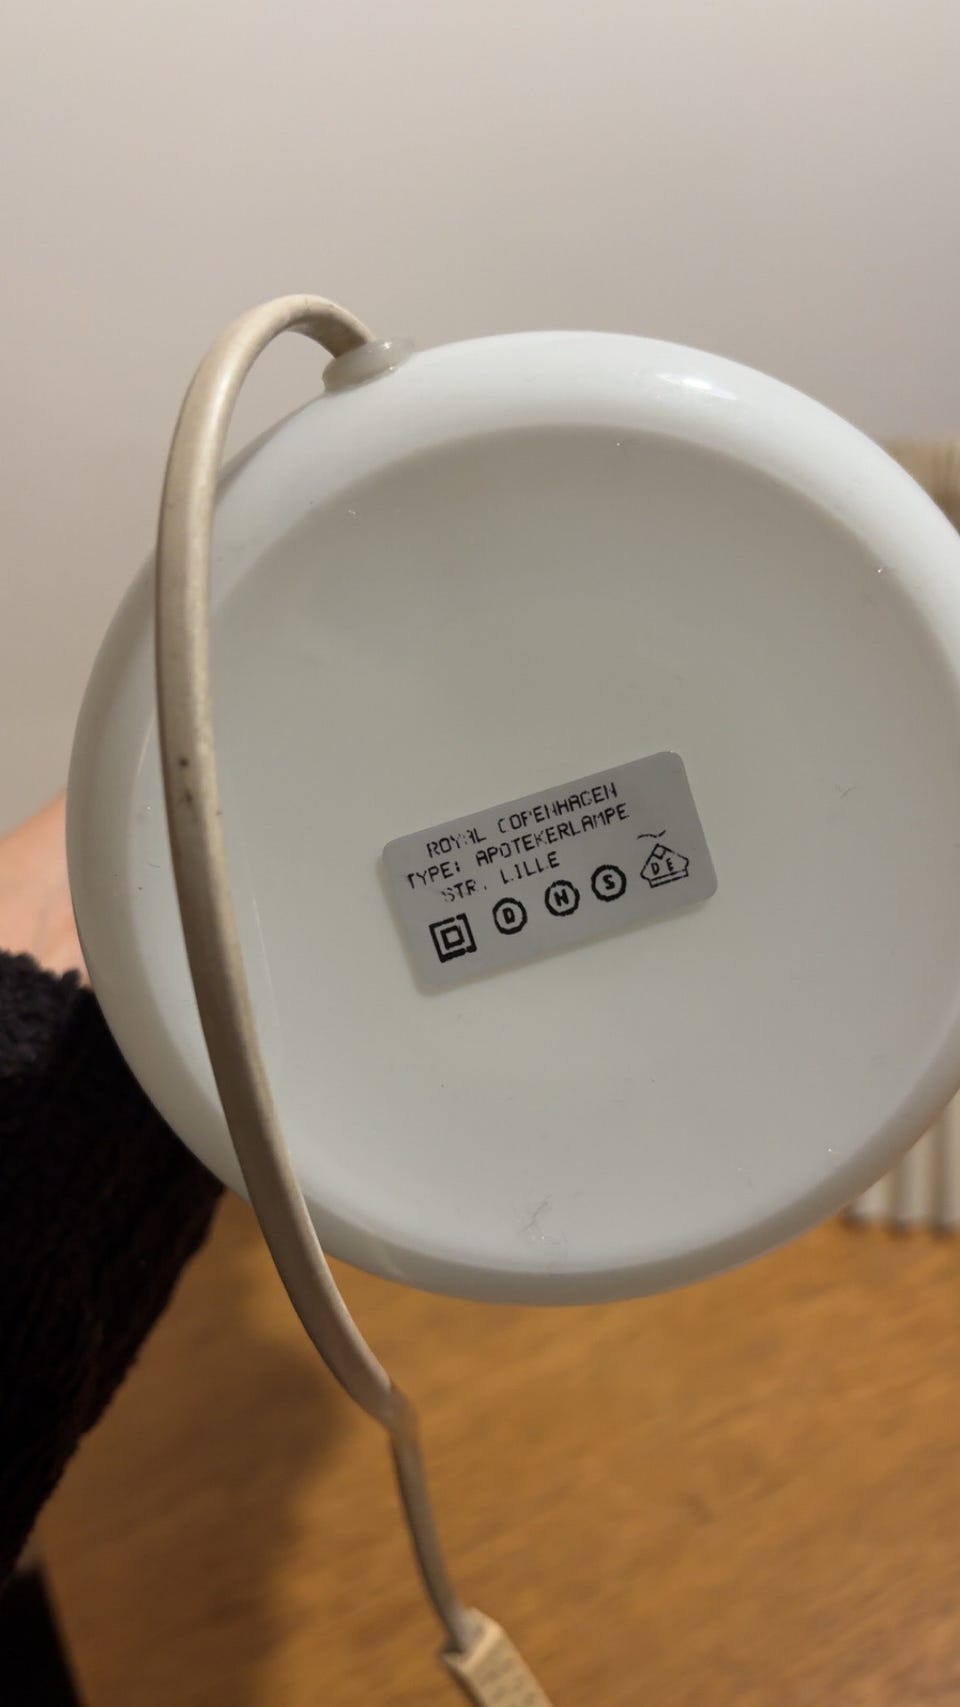 ROYAL COPENHAGEN
TYPE: APOTEKERLAMPE
STR. LILLE
D N S DE